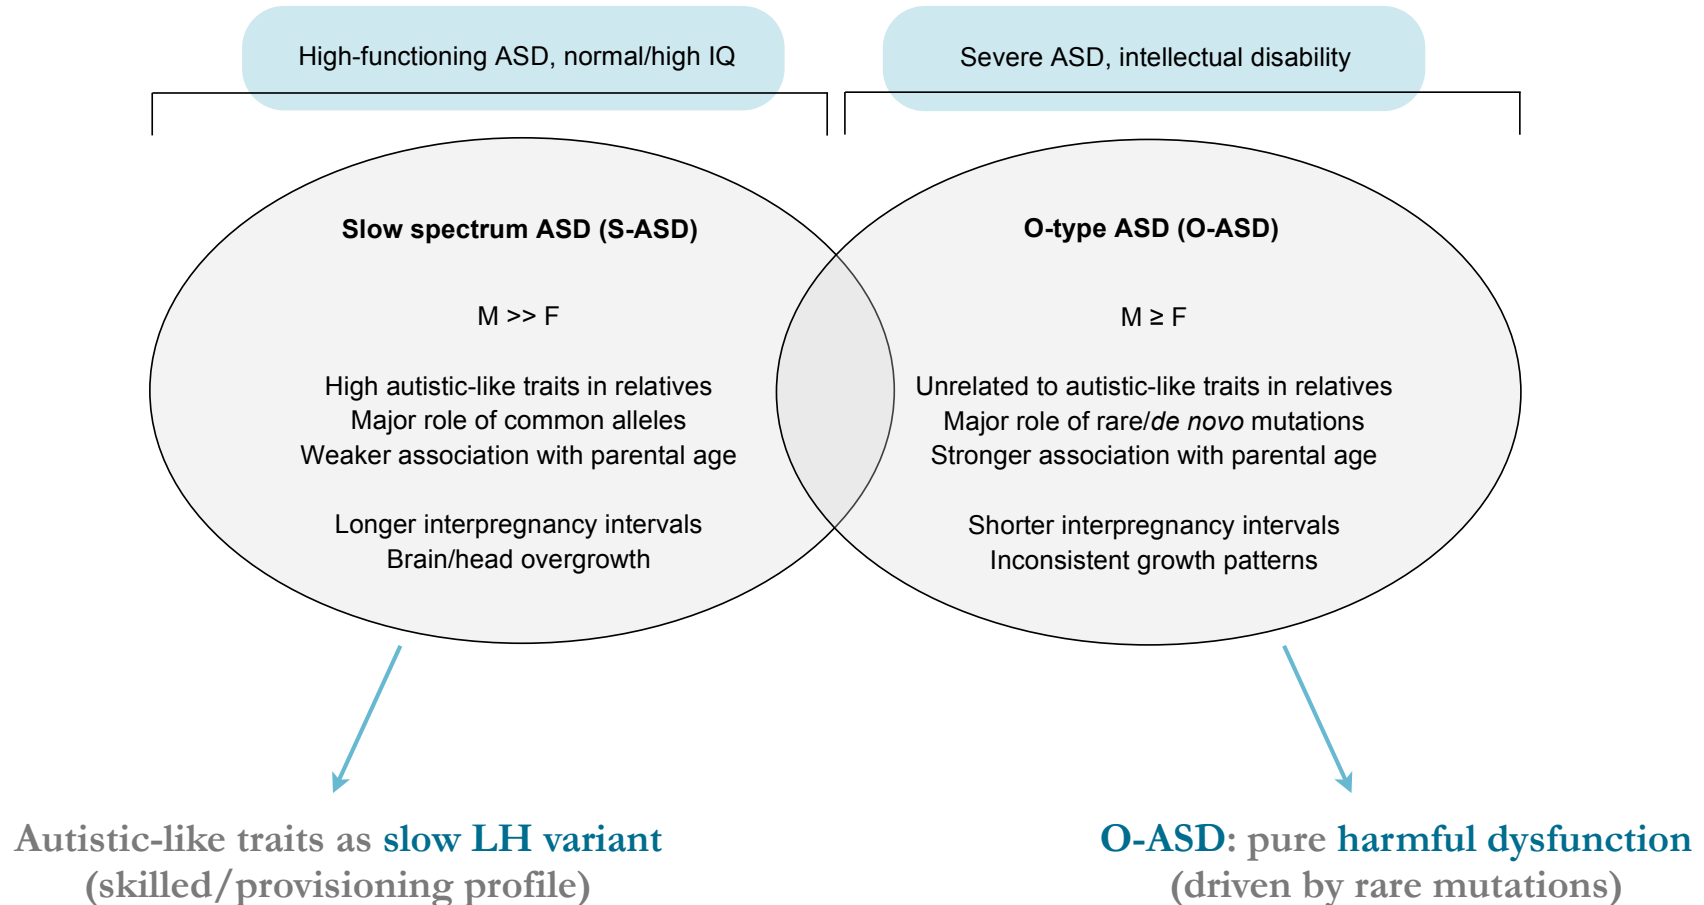 High-functioning ASD, normal/high IQ
Severe ASD, intellectual disability
Slow spectrum ASD (S-ASD)
M >> F
High autistic-like traits in relatives
Major role of common alleles
Weaker association with parental age
Longer interpregnancy intervals
Brain/head overgrowth
O-type ASD (O-ASD)
M ≥ F
Unrelated to autistic-like traits in relatives
Major role of rare/de novo mutations
Stronger association with parental age
Shorter interpregnancy intervals
Inconsistent growth patterns
Autistic-like traits as slow LH variant
(skilled/provisioning profile)
O-ASD: pure harmful dysfunction
(driven by rare mutations)